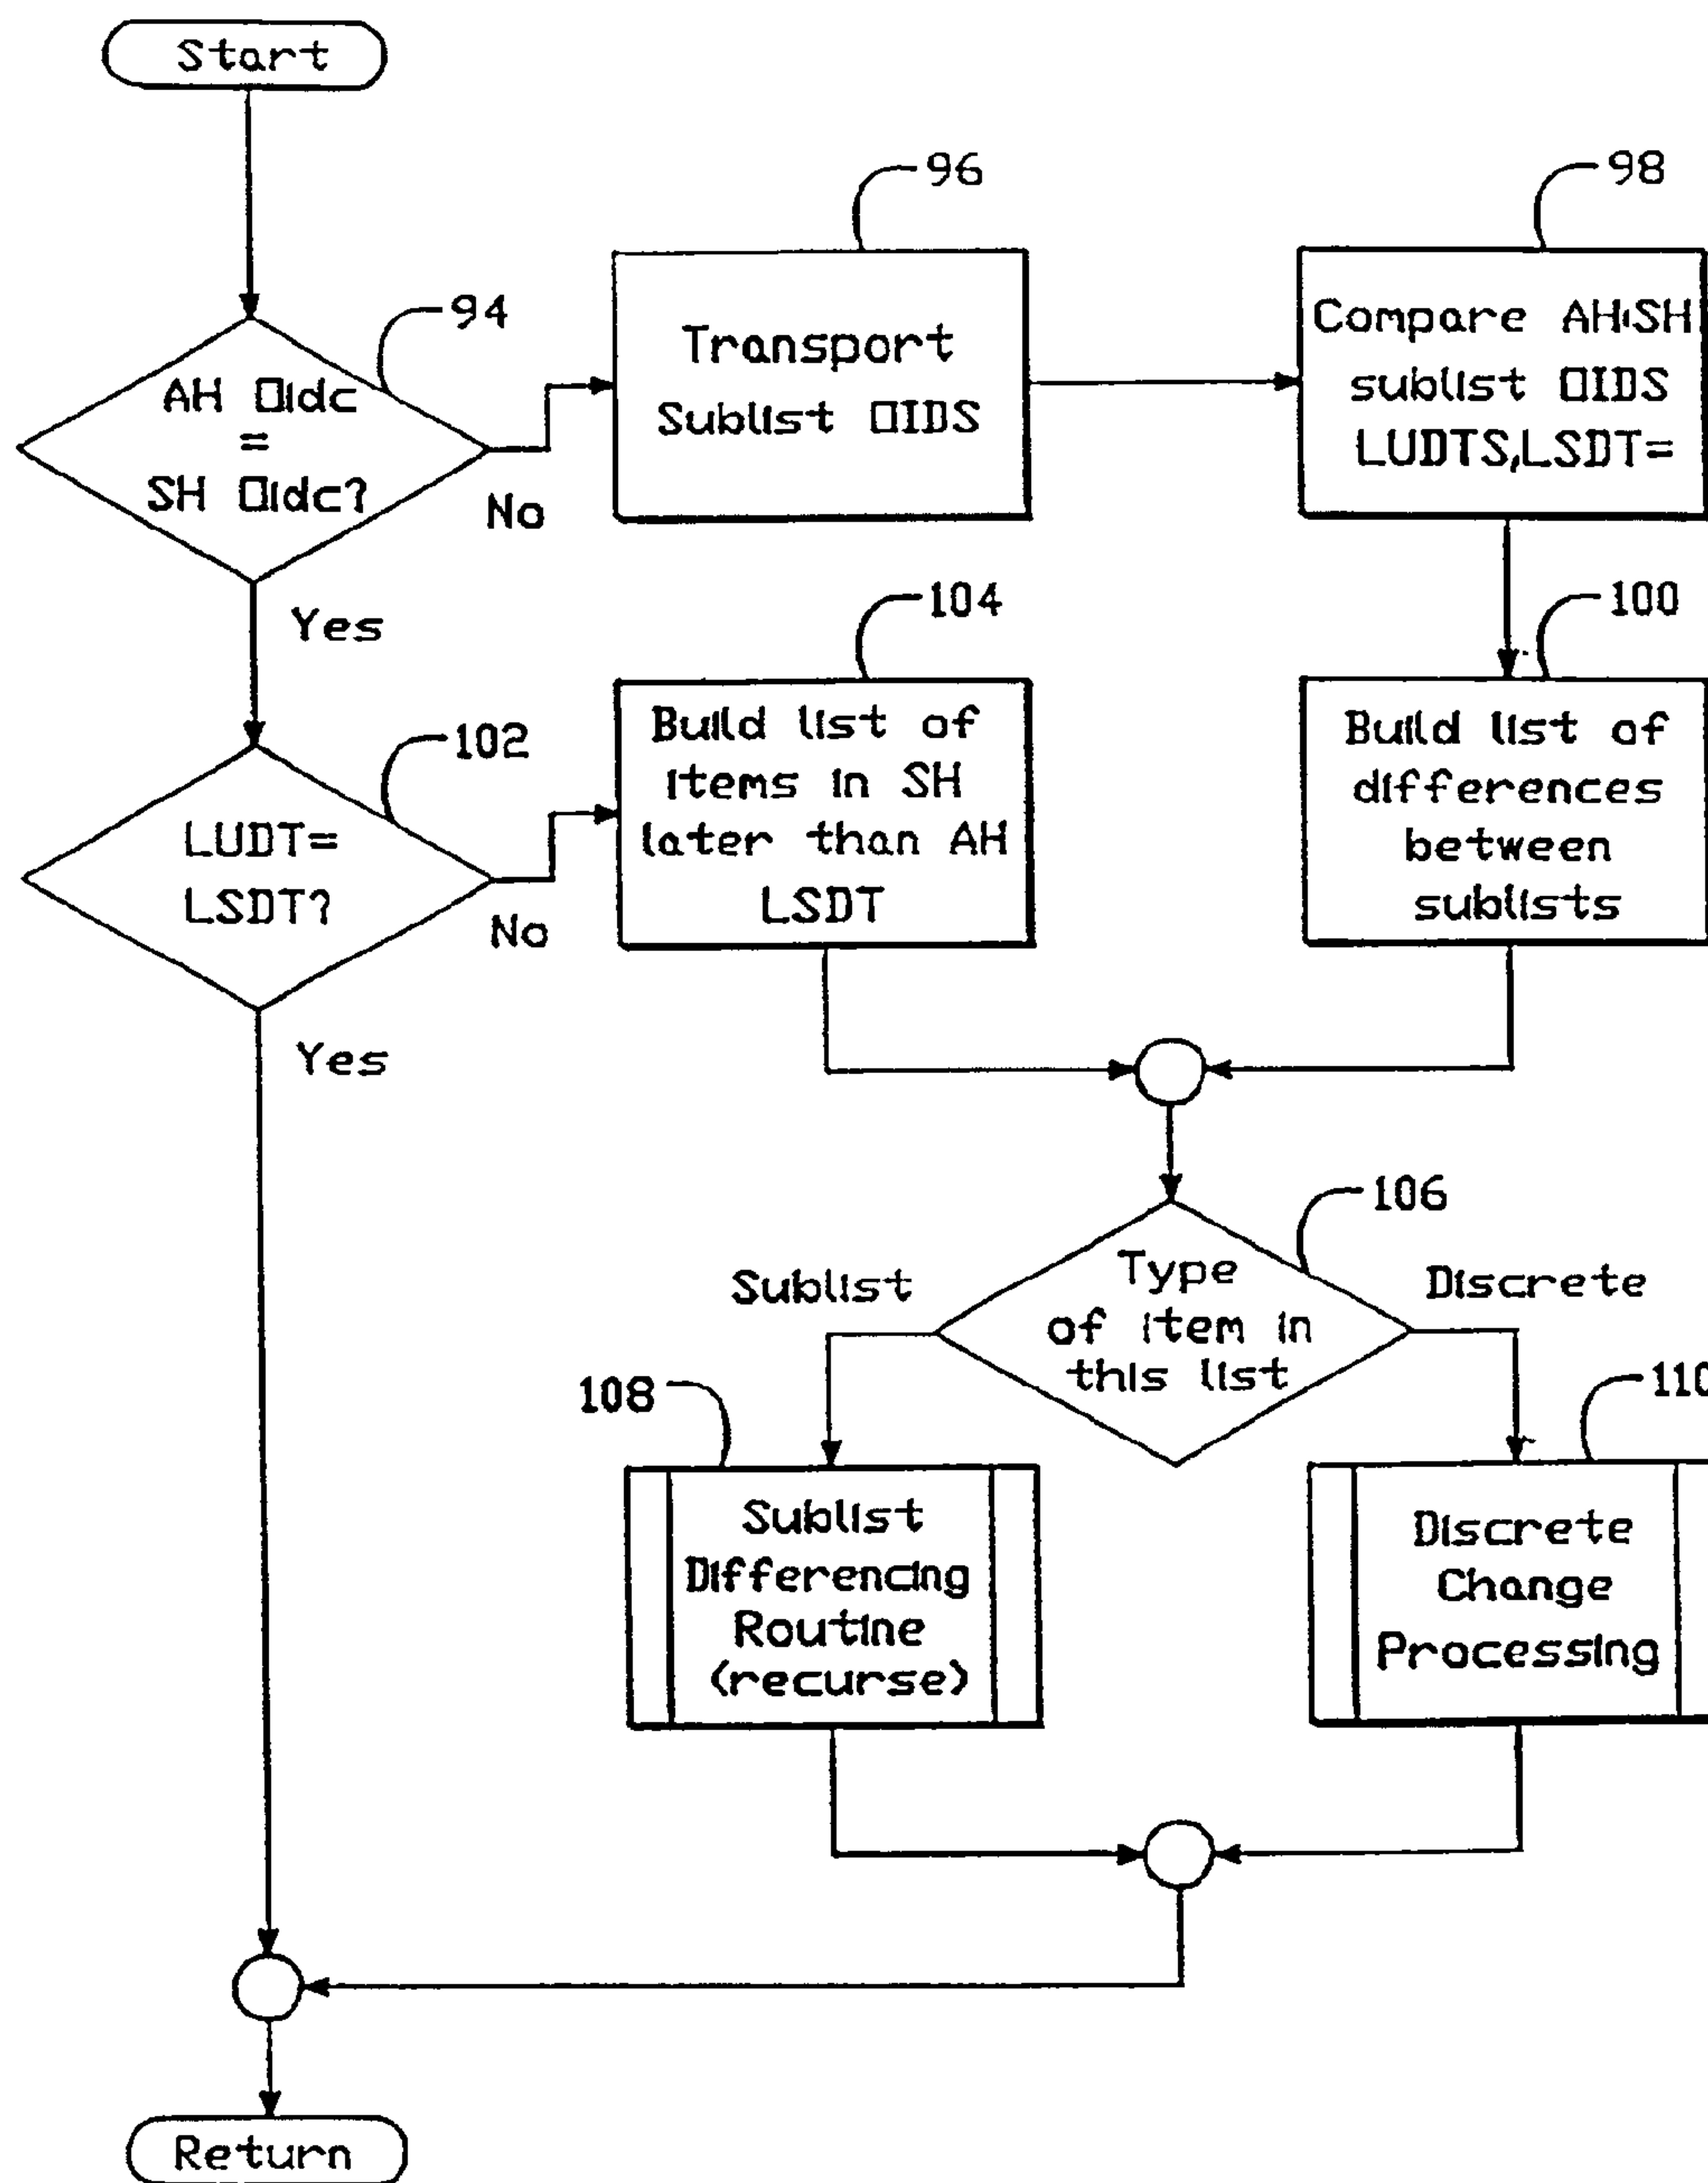 Start
96
98
94
AH Oidc
=
SH Oidc?
No
Yes
Transport
Sublist OIDS
Compare AH:SH
sublist OIDS
LUDTS,LSDT=
104
100
102
LUDT=
LSDT?
No
Yes
Build list of
items in SH
later than AH
LSDT
Build list of
differences
between
sublists
106
Type
of item in
this list
Sublist
Discrete
108
110
Sublist
Differencing
Routine
(recurse)
Discrete
Change
Processing
Return